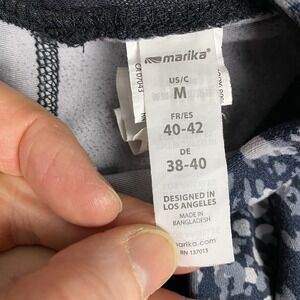 marika®
US/C
M
FR/ES
40-42
DE
38-40
DESIGNED IN
LOS ANGELES
MADE IN
BANGLADESH
marika.com
RN 137015